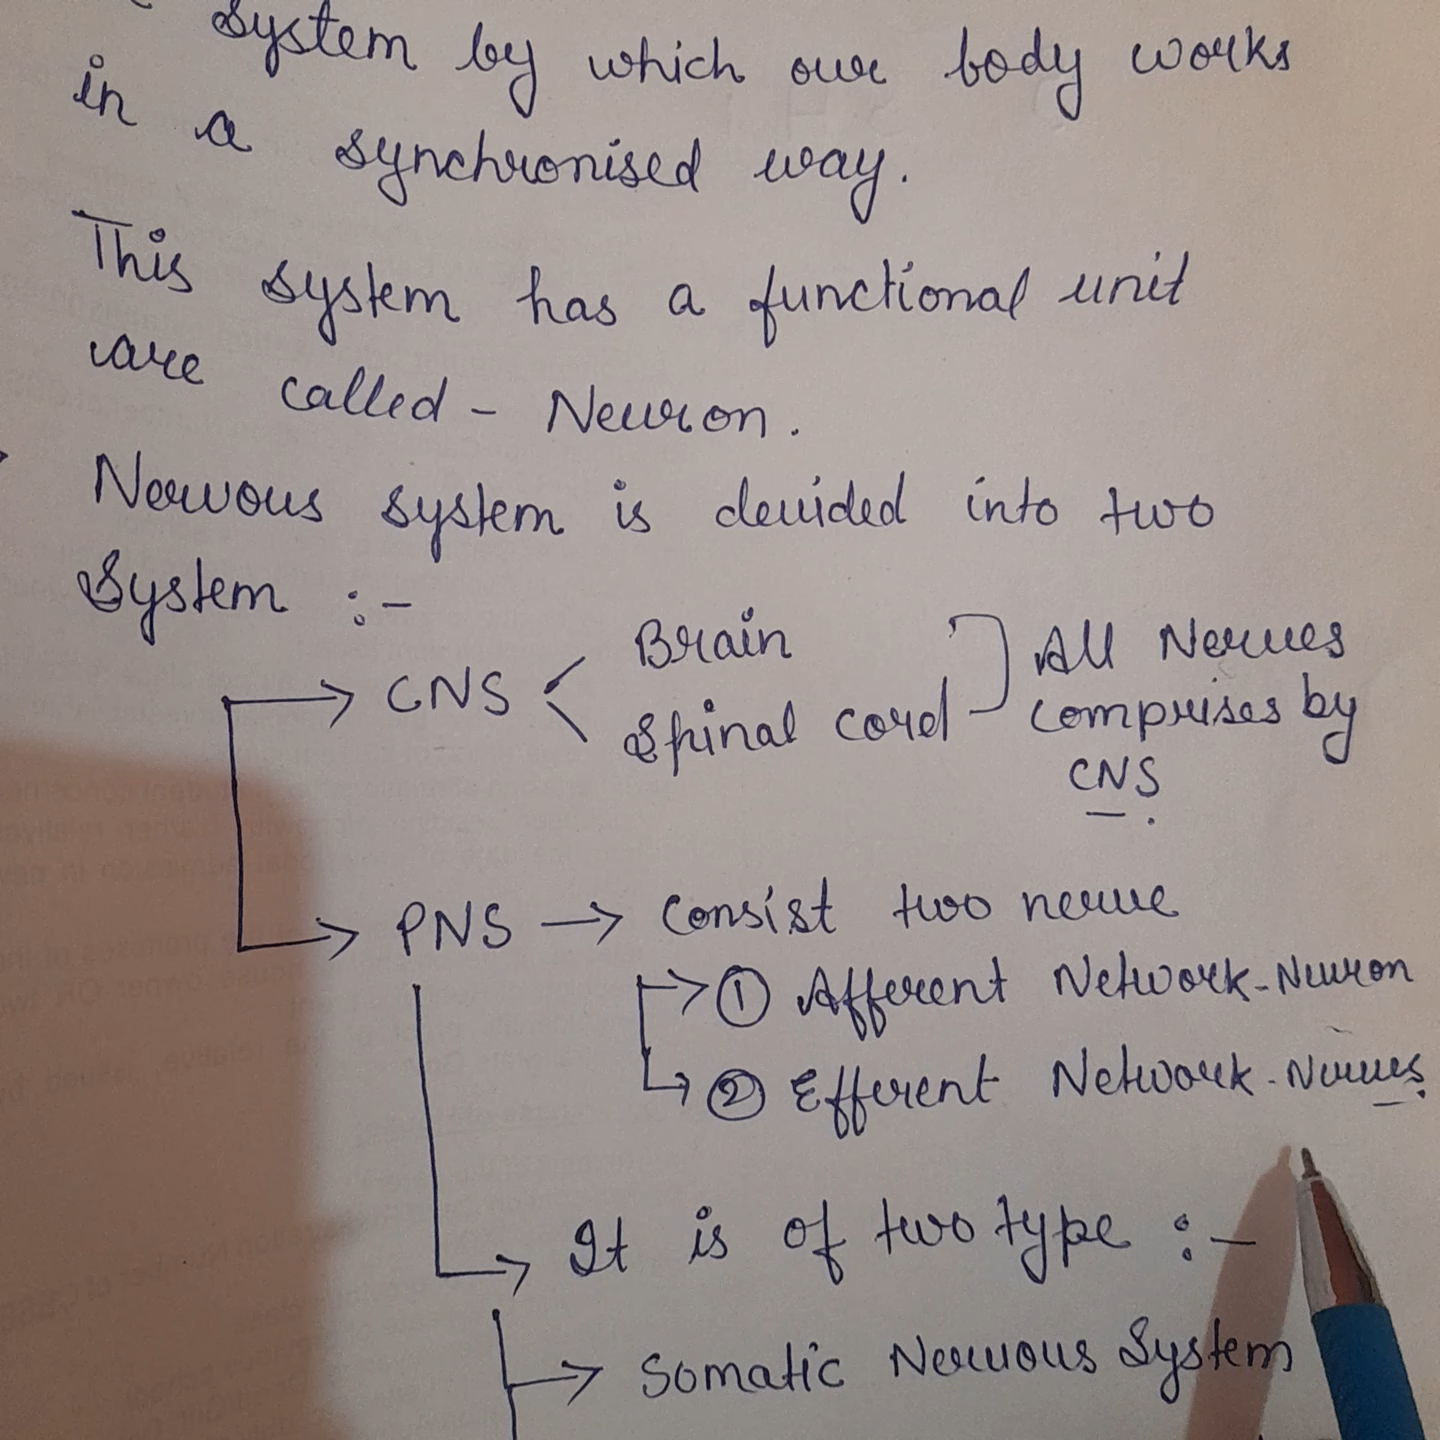 System by which our body works
in a synchronised way.
This system has a functional unit
are called - Neuron.
Nervous system is devided into two
System :-
CNS < Brain
Spinal cord
All Nerves
comprises by
CNS.
PNS → Consist two nerve
→ ① Afferent Network-Neuron
→ ② Efferent Network-Nerves.
→ It is of two type :-
→ Somatic Nervous System